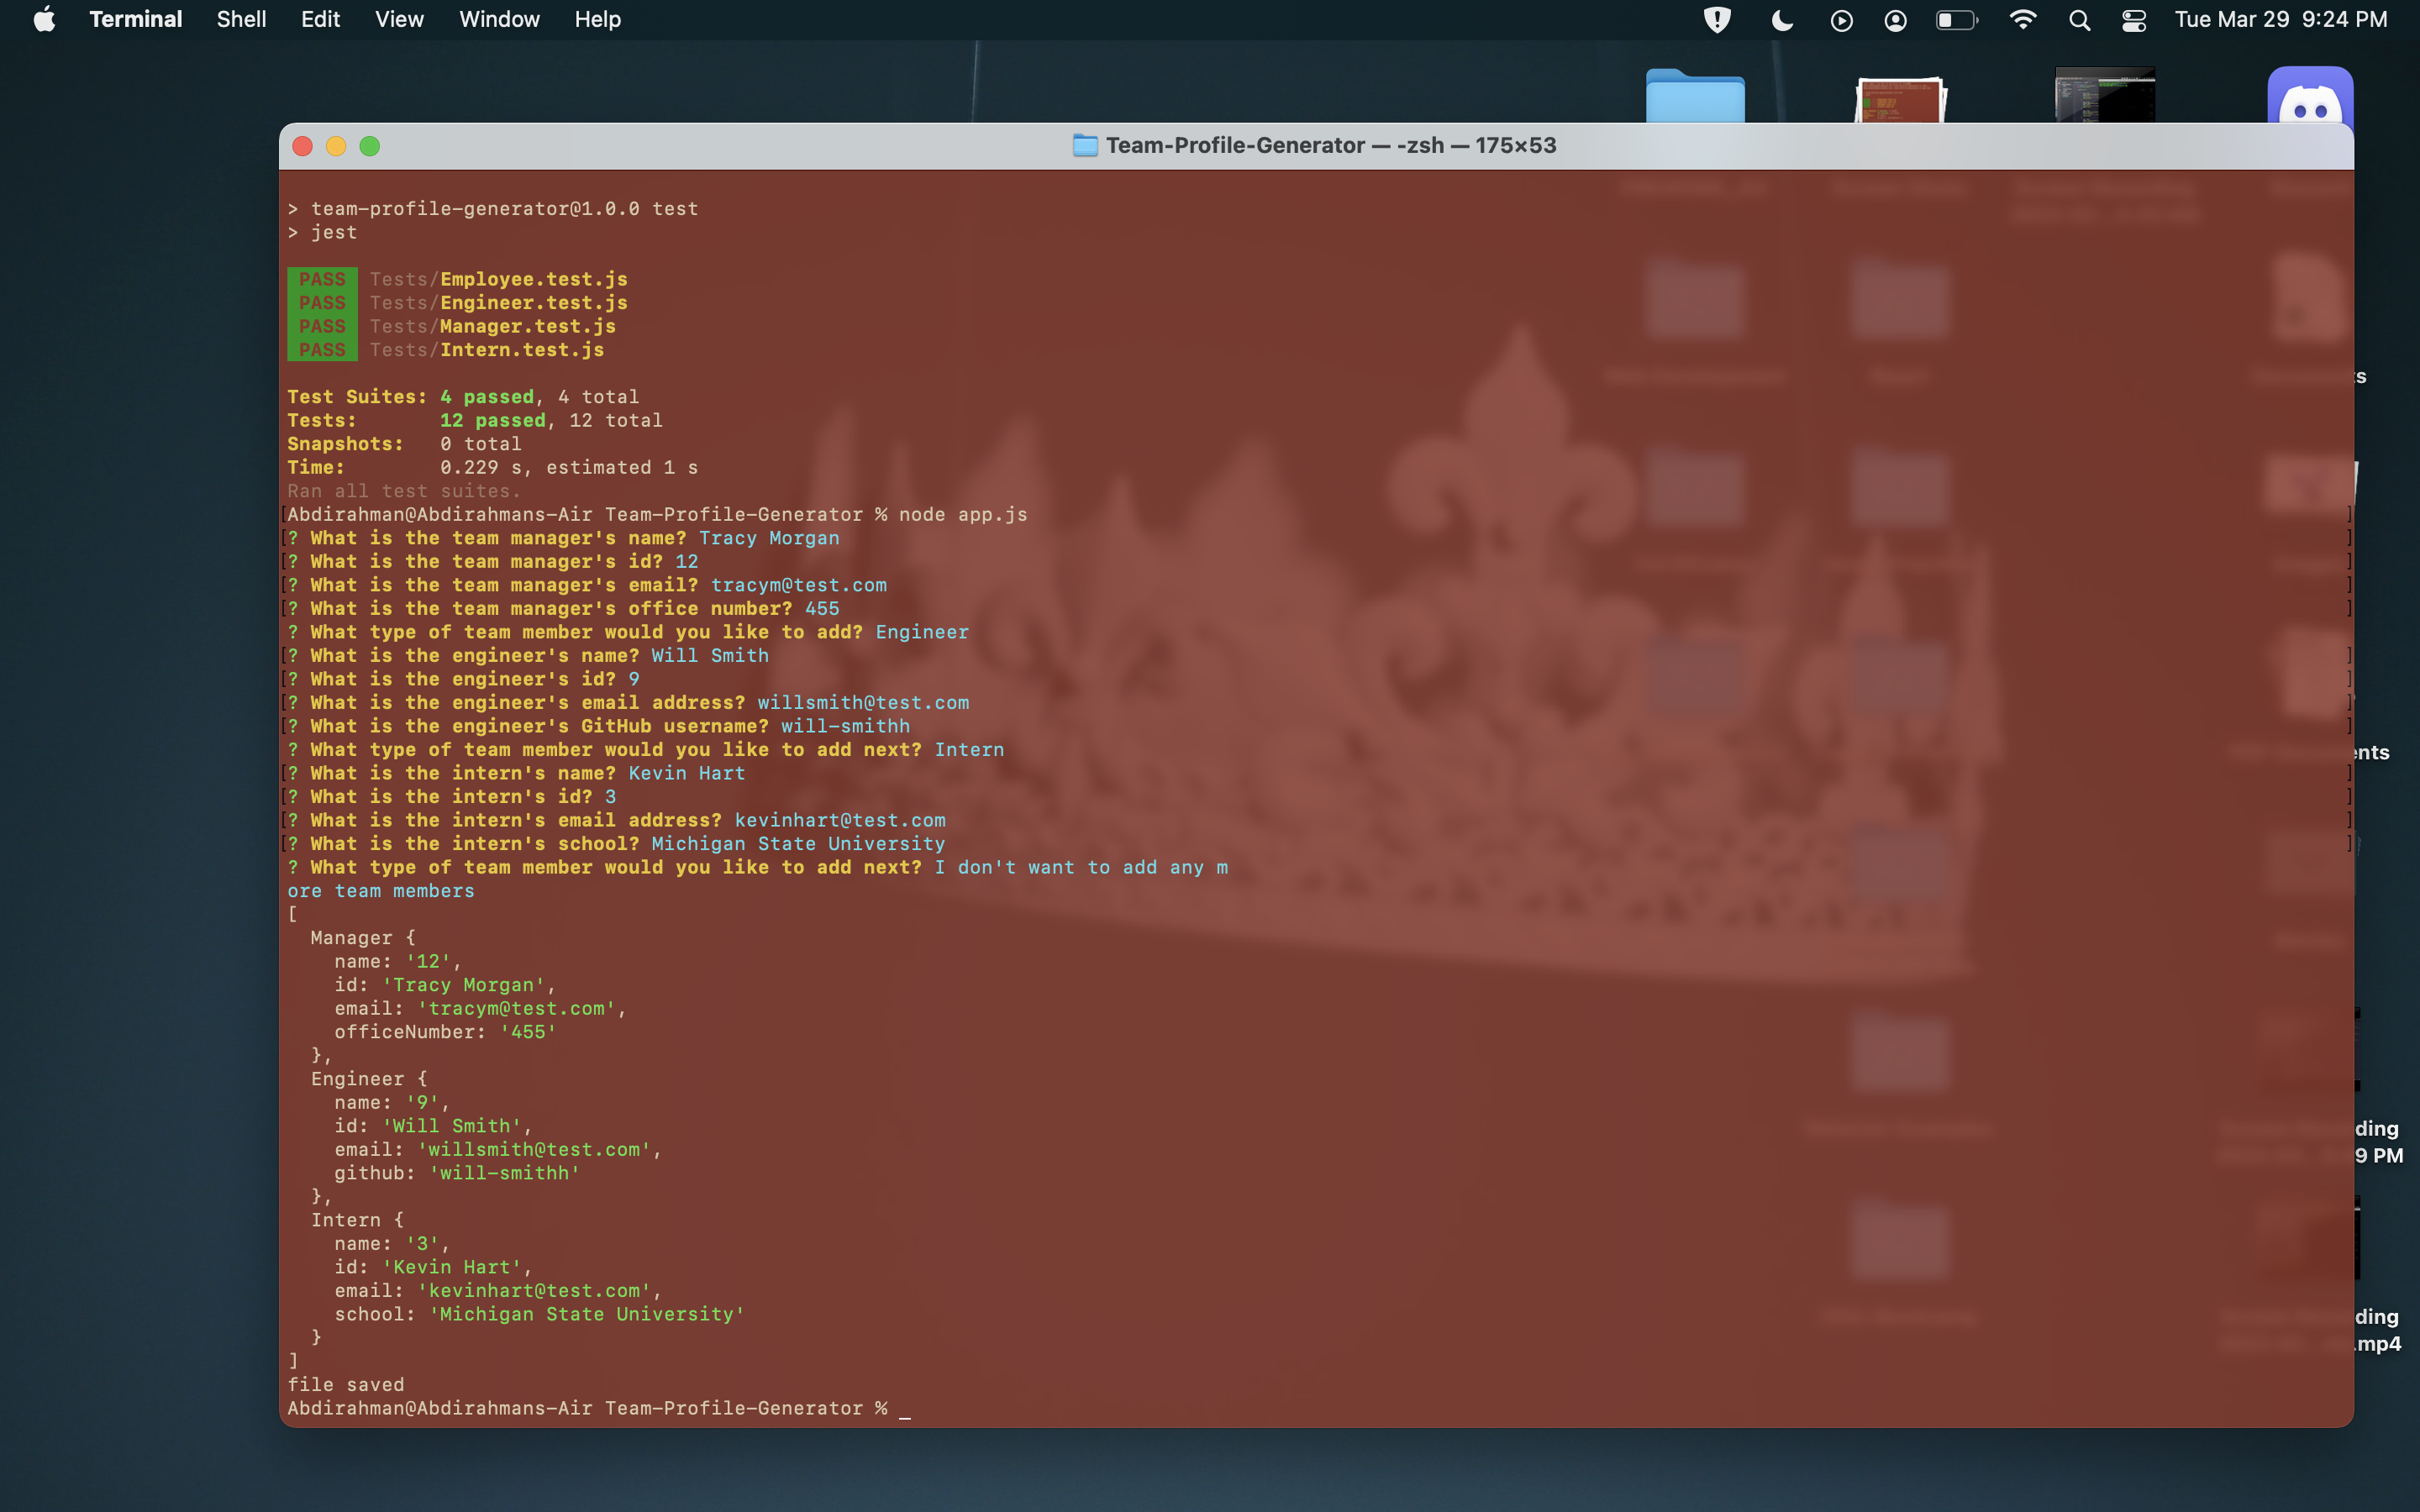 Terminal Shell Edit View Window Help Tue Mar 29 9:24 PM
Team-Profile-Generator — -zsh — 175×53
> team-profile-generator@1.0.0 test
> jest
PASS Tests/Employee.test.js
PASS Tests/Engineer.test.js
PASS Tests/Manager.test.js
PASS Tests/Intern.test.js
Test Suites: 4 passed, 4 total
Tests: 12 passed, 12 total
Snapshots: 0 total
Time: 0.229 s, estimated 1 s
Ran all test suites.
[Abdirahman@Abdirahmans-Air Team-Profile-Generator % node app.js ]
[? What is the team manager's name? Tracy Morgan ]
[? What is the team manager's id? 12 ]
[? What is the team manager's email? tracym@test.com ]
[? What is the team manager's office number? 455 ]
? What type of team member would you like to add? Engineer
[? What is the engineer's name? Will Smith ]
[? What is the engineer's id? 9 ]
[? What is the engineer's email address? willsmith@test.com ]
[? What is the engineer's GitHub username? will-smithh ]
? What type of team member would you like to add next? Intern
[? What is the intern's name? Kevin Hart ]
[? What is the intern's id? 3 ]
[? What is the intern's email address? kevinhart@test.com ]
[? What is the intern's school? Michigan State University ]
? What type of team member would you like to add next? I don't want to add any m
ore team members
[
Manager {
name: '12',
id: 'Tracy Morgan',
email: 'tracym@test.com',
officeNumber: '455'
},
Engineer {
name: '9',
id: 'Will Smith',
email: 'willsmith@test.com',
github: 'will-smithh'
},
Intern {
name: '3',
id: 'Kevin Hart',
email: 'kevinhart@test.com',
school: 'Michigan State University'
}
]
file saved
Abdirahman@Abdirahmans-Air Team-Profile-Generator % _
ts
ents
ding
9 PM
ding
.mp4